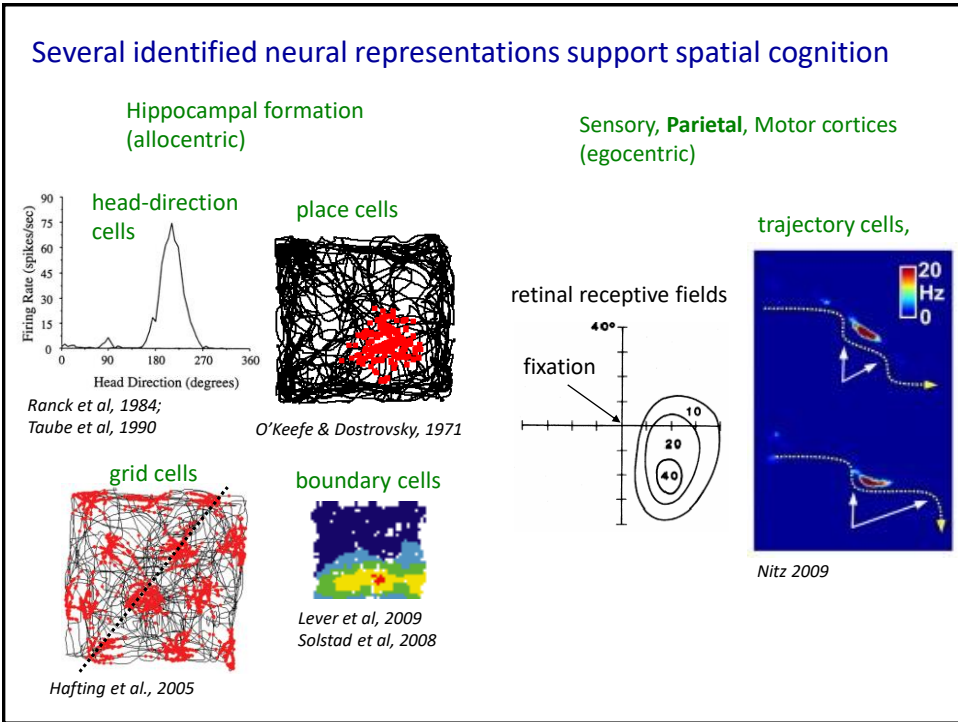 Several identified neural representations support spatial cognition
Hippocampal formation
(allocentric)
Sensory, Parietal, Motor cortices
(egocentric)
head-direction
cells
Firing Rate (spikes/sec)
90
75
60
45
30
15
0
0 90 180 270 360
Head Direction (degrees)
Ranck et al, 1984;
Taube et al, 1990
place cells
O'Keefe & Dostrovsky, 1971
grid cells
Hafting et al., 2005
boundary cells
Lever et al, 2009
Solstad et al, 2008
retinal receptive fields
40°
fixation
10
20
40
trajectory cells,
20
Hz
0
Nitz 2009